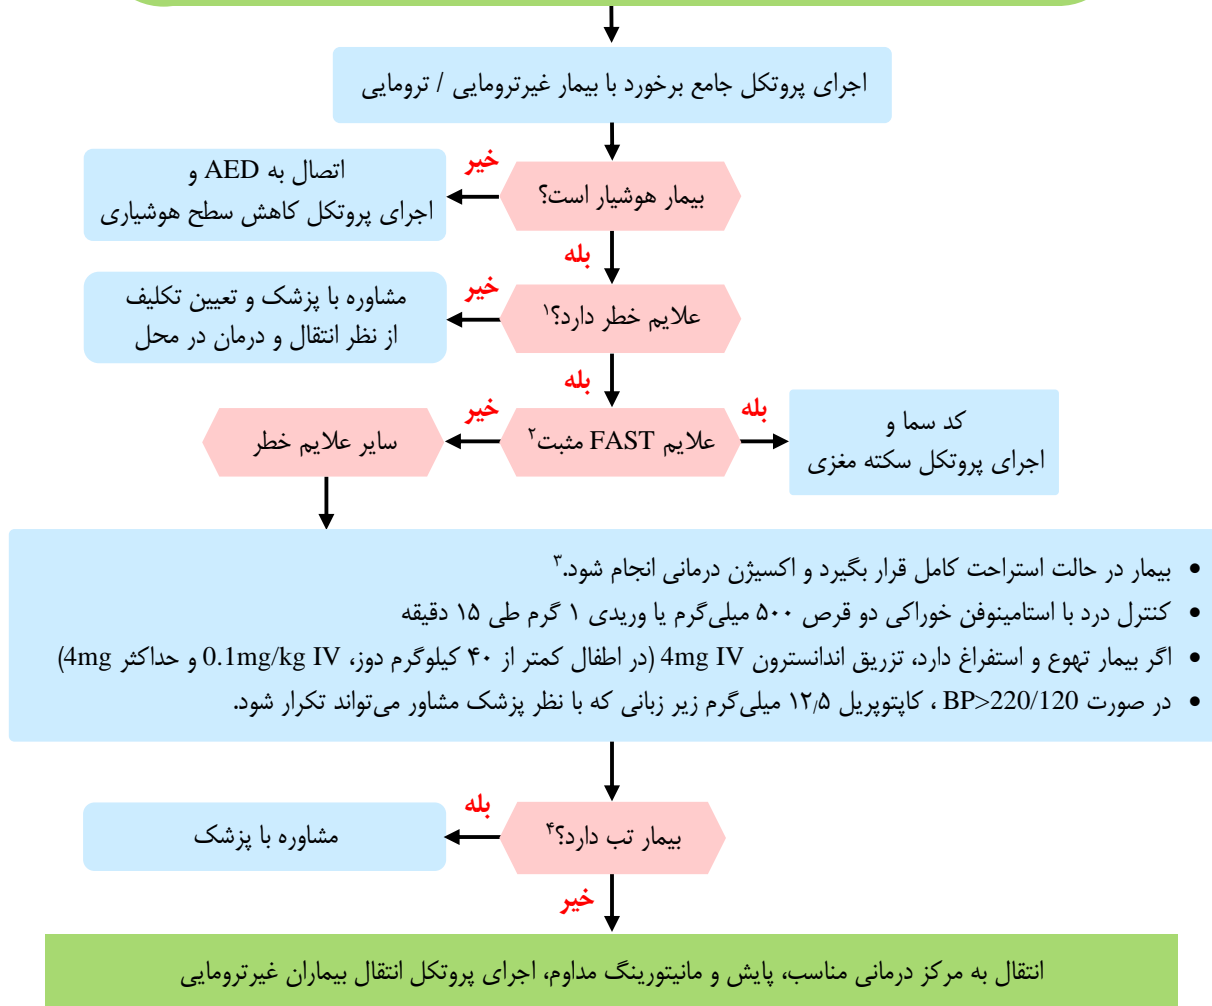 اجرای پروتکل جامع برخورد با بیمار غیرترومایی / ترومایی
بیمار هوشیار است؟
خیر
اتصال به AED و
اجرای پروتکل کاهش سطح هوشیاری
بله
علایم خطر دارد؟۱
خیر
مشاوره با پزشک و تعیین تکلیف
از نظر انتقال و درمان در محل
بله
علایم FAST مثبت۲
بله
کد سما و
اجرای پروتکل سکته مغزی
خیر
سایر علایم خطر
• بیمار در حالت استراحت کامل قرار بگیرد و اکسیژن درمانی انجام شود.۳
• کنترل درد با استامینوفن خوراکی دو قرص ۵۰۰ میلی‌گرم یا وریدی ۱ گرم طی ۱۵ دقیقه
• اگر بیمار تهوع و استفراغ دارد، تزریق اندانسترون 4mg IV (در اطفال کمتر از ۴۰ کیلوگرم دوز، 0.1mg/kg IV و حداکثر 4mg)
• در صورت BP>220/120 ، کاپتوپریل ۱۲٫۵ میلی‌گرم زیر زبانی که با نظر پزشک مشاور می‌تواند تکرار شود.
بیمار تب دارد؟۴
بله
مشاوره با پزشک
خیر
انتقال به مرکز درمانی مناسب، پایش و مانیتورینگ مداوم، اجرای پروتکل انتقال بیماران غیرترومایی